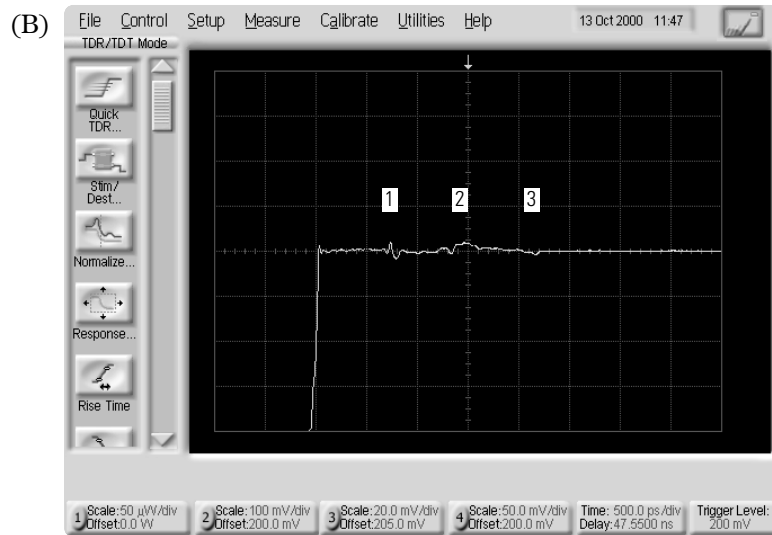 (B)
File Control Setup Measure Calibrate Utilities Help 13 Oct 2000 11:47
TDR/TDT Mode
Quick
TDR...
Stim/
Dest...
Normalize...
Response...
Rise Time
1 2 3
1 Scale:50 µW/div
Offset:0.0 W
2 Scale:100 mV/div
Offset:200.0 mV
3 Scale:20.0 mV/div
Offset:205.0 mV
4 Scale:50.0 mV/div
Offset:200.0 mV
Time: 500.0 ps/div
Delay:47.5500 ns
Trigger Level:
200 mV